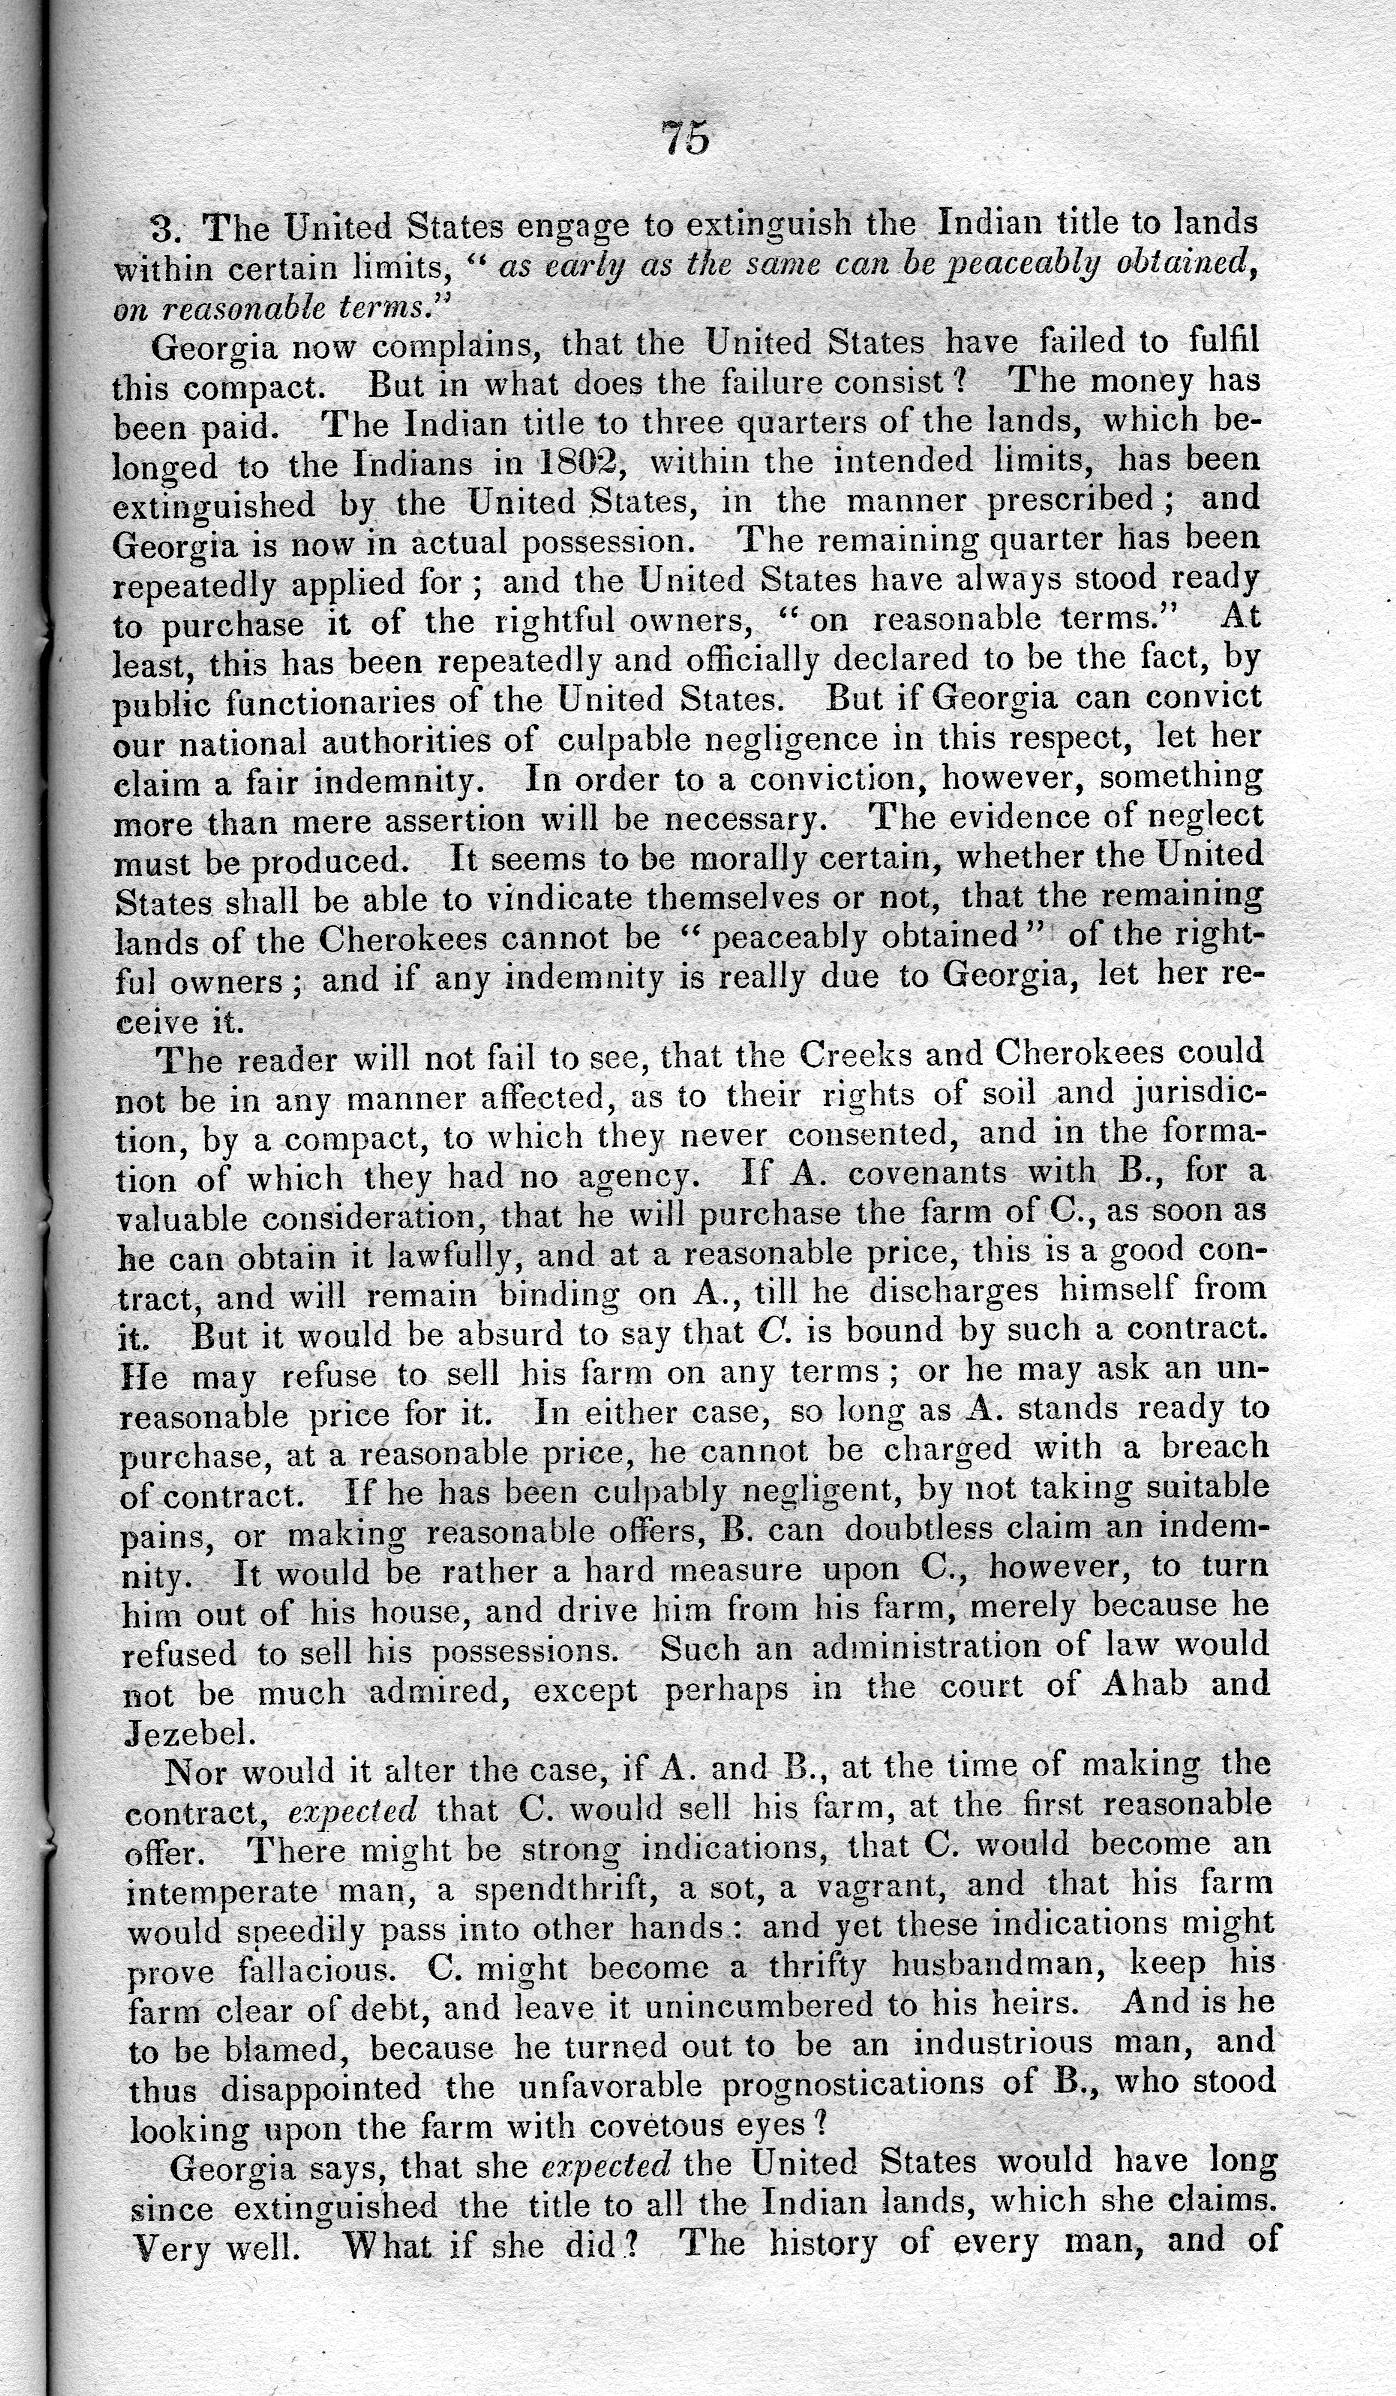 75
3. The United States engage to extinguish the Indian title to lands
within certain limits, “ as early as the same can be peaceably obtained,
on reasonable terms.”
Georgia now complains, that the United States have failed to fulfil
this compact. But in what does the failure consist? The money has
been paid. The Indian title to three quarters of the lands, which be-
longed to the Indians in 1802, within the intended limits, has been
extinguished by the United States, in the manner prescribed; and
Georgia is now in actual possession. The remaining quarter has been
repeatedly applied for; and the United States have always stood ready
to purchase it of the rightful owners, “ on reasonable terms.” At
least, this has been repeatedly and officially declared to be the fact, by
public functionaries of the United States. But if Georgia can convict
our national authorities of culpable negligence in this respect, let her
claim a fair indemnity. In order to a conviction, however, something
more than mere assertion will be necessary. The evidence of neglect
must be produced. It seems to be morally certain, whether the United
States shall be able to vindicate themselves or not, that the remaining
lands of the Cherokees cannot be “ peaceably obtained” of the right-
ful owners; and if any indemnity is really due to Georgia, let her re-
ceive it.
The reader will not fail to see, that the Creeks and Cherokees could
not be in any manner affected, as to their rights of soil and jurisdic-
tion, by a compact, to which they never consented, and in the forma-
tion of which they had no agency. If A. covenants with B., for a
valuable consideration, that he will purchase the farm of C., as soon as
he can obtain it lawfully, and at a reasonable price, this is a good con-
tract, and will remain binding on A., till he discharges himself from
it. But it would be absurd to say that C. is bound by such a contract.
He may refuse to sell his farm on any terms; or he may ask an un-
reasonable price for it. In either case, so long as A. stands ready to
purchase, at a reasonable price, he cannot be charged with a breach
of contract. If he has been culpably negligent, by not taking suitable
pains, or making reasonable offers, B. can doubtless claim an indem-
nity. It would be rather a hard measure upon C., however, to turn
him out of his house, and drive him from his farm, merely because he
refused to sell his possessions. Such an administration of law would
not be much admired, except perhaps in the court of Ahab and
Jezebel.
Nor would it alter the case, if A. and B., at the time of making the
contract, expected that C. would sell his farm, at the first reasonable
offer. There might be strong indications, that C. would become an
intemperate man, a spendthrift, a sot, a vagrant, and that his farm
would speedily pass into other hands: and yet these indications might
prove fallacious. C. might become a thrifty husbandman, keep his
farm clear of debt, and leave it unincumbered to his heirs. And is he
to be blamed, because he turned out to be an industrious man, and
thus disappointed the unfavorable prognostications of B., who stood
looking upon the farm with covetous eyes?
Georgia says, that she expected the United States would have long
since extinguished the title to all the Indian lands, which she claims.
Very well. What if she did? The history of every man, and of